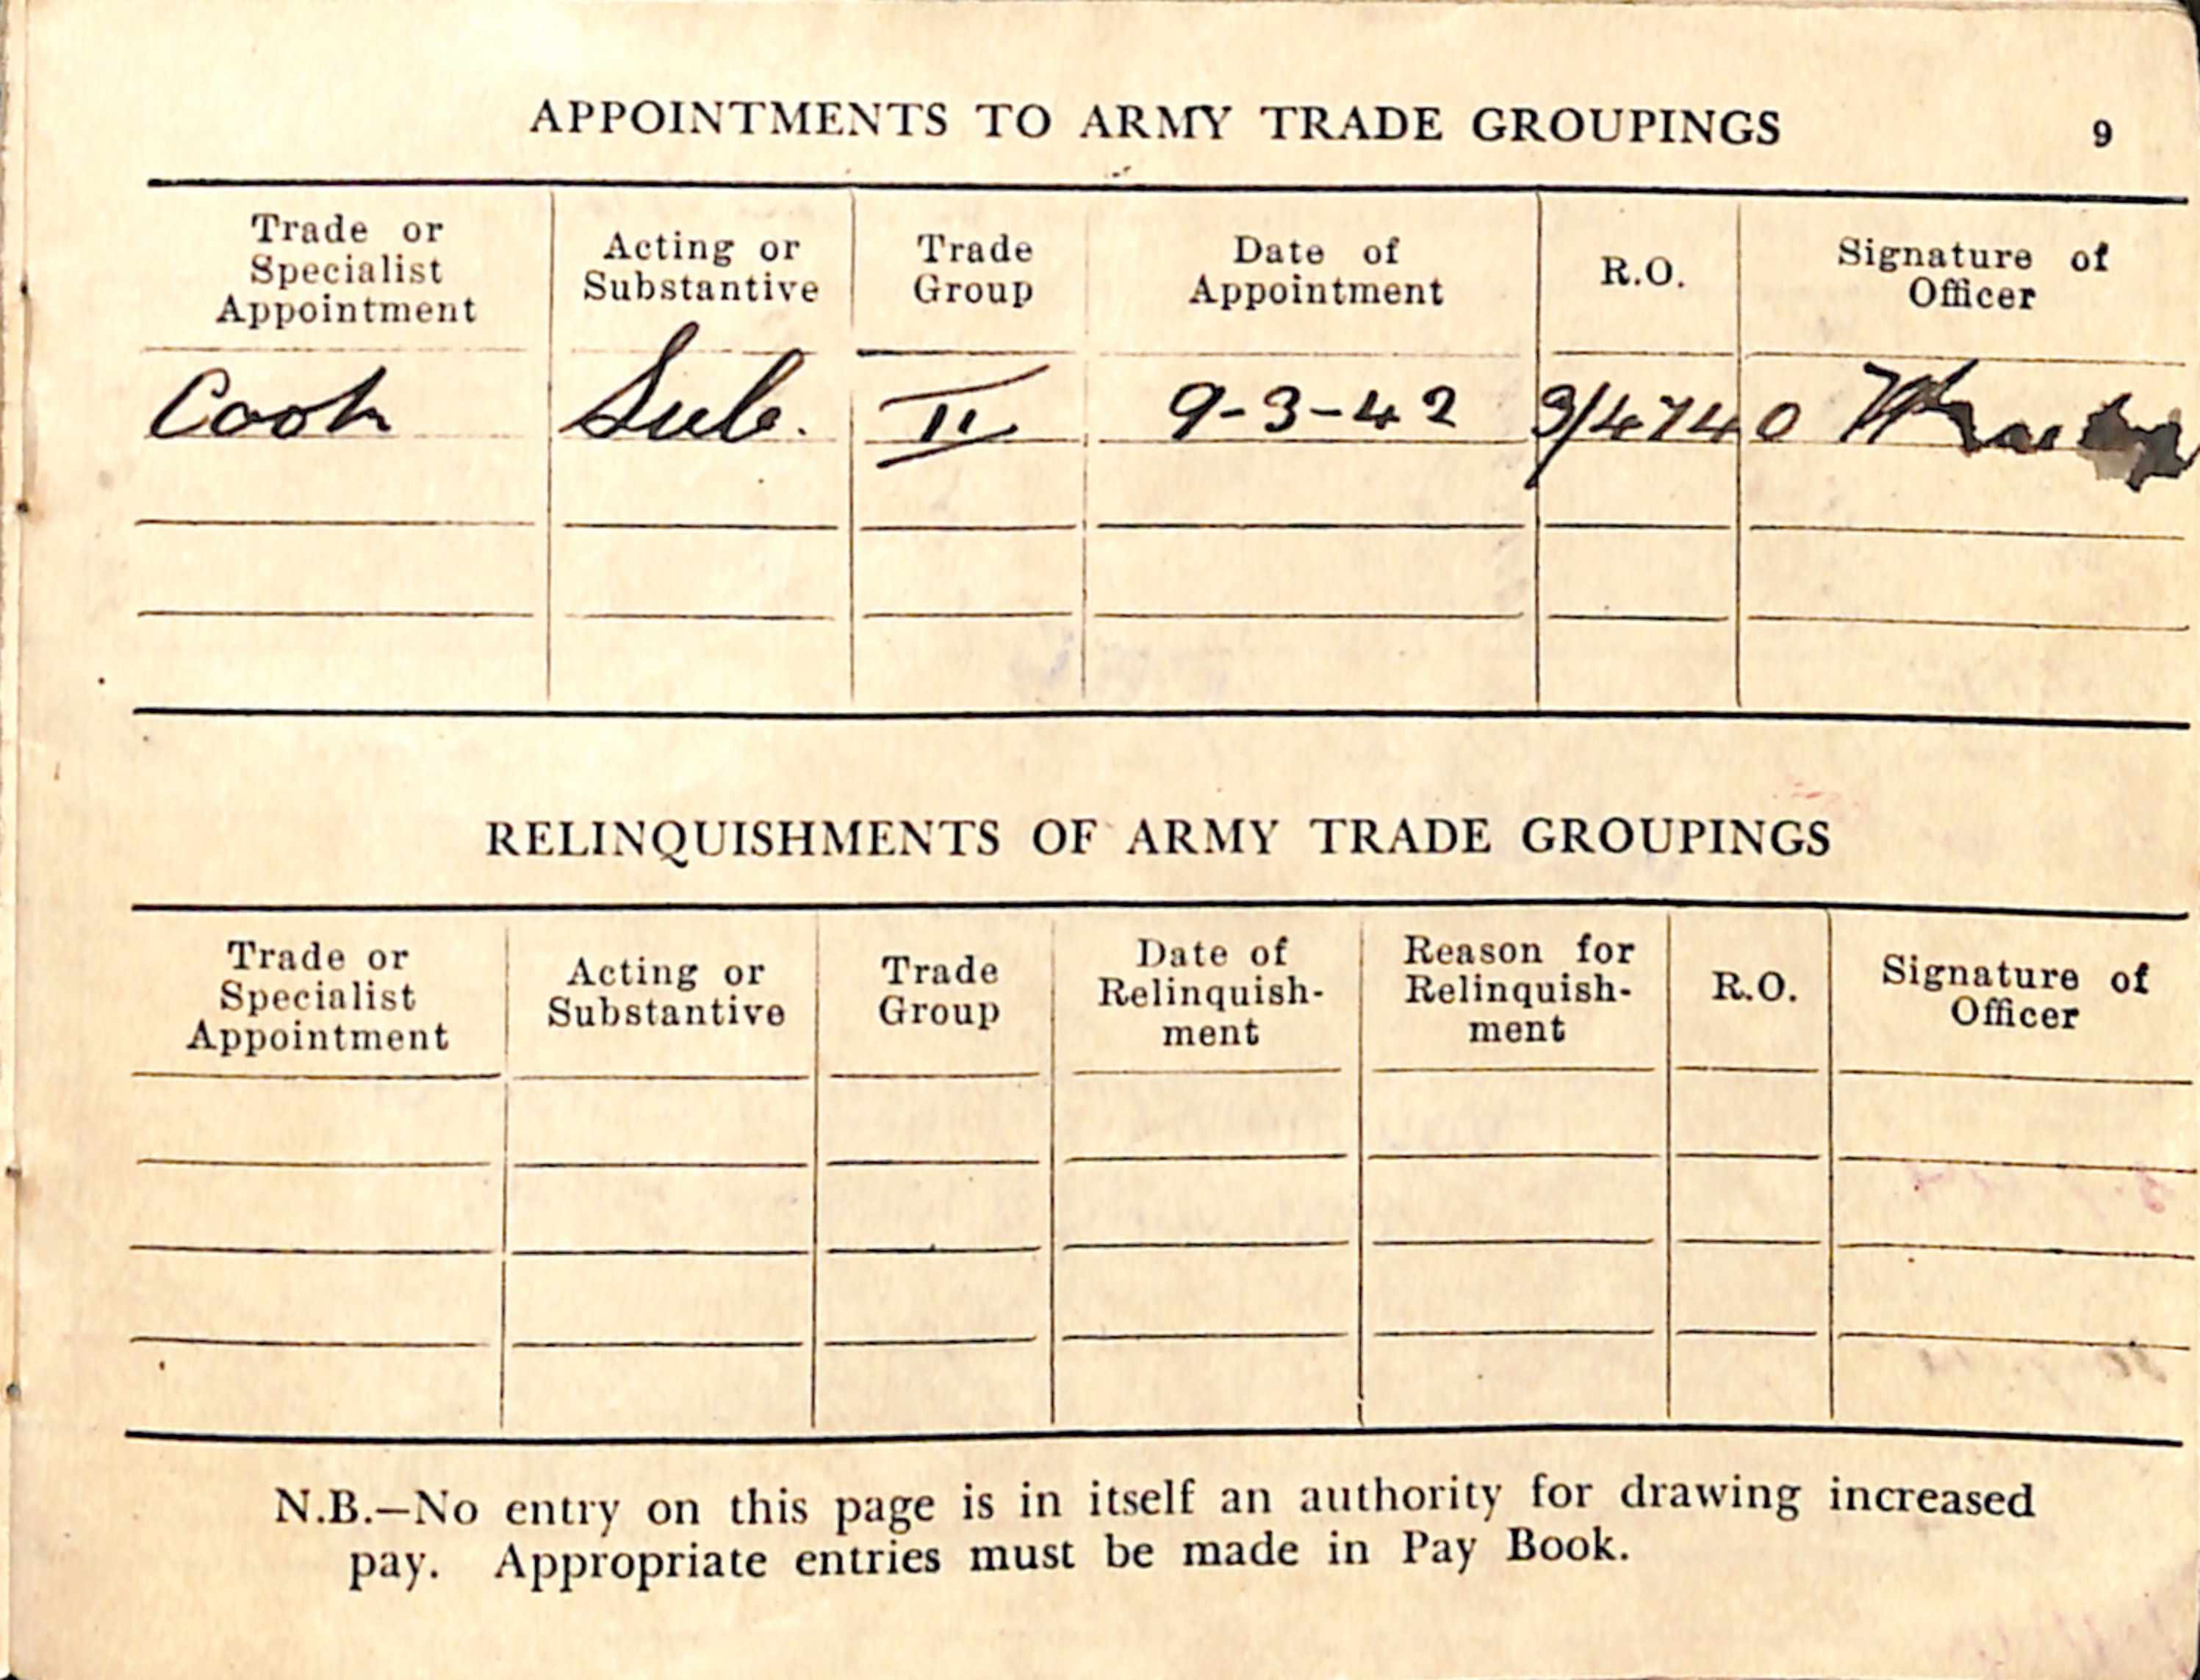 APPOINTMENTS TO ARMY TRADE GROUPINGS 9
Trade or Specialist Appointment Acting or Substantive Trade Group Date of Appointment R.O. Signature of Officer
Cook Sub. II 9-3-42 3/4740
RELINQUISHMENTS OF ARMY TRADE GROUPINGS
Trade or Specialist Appointment Acting or Substantive Trade Group Date of Relinquish- ment Reason for Relinquish- ment R.O. Signature of Officer
N.B.—No entry on this page is in itself an authority for drawing increased
pay. Appropriate entries must be made in Pay Book.